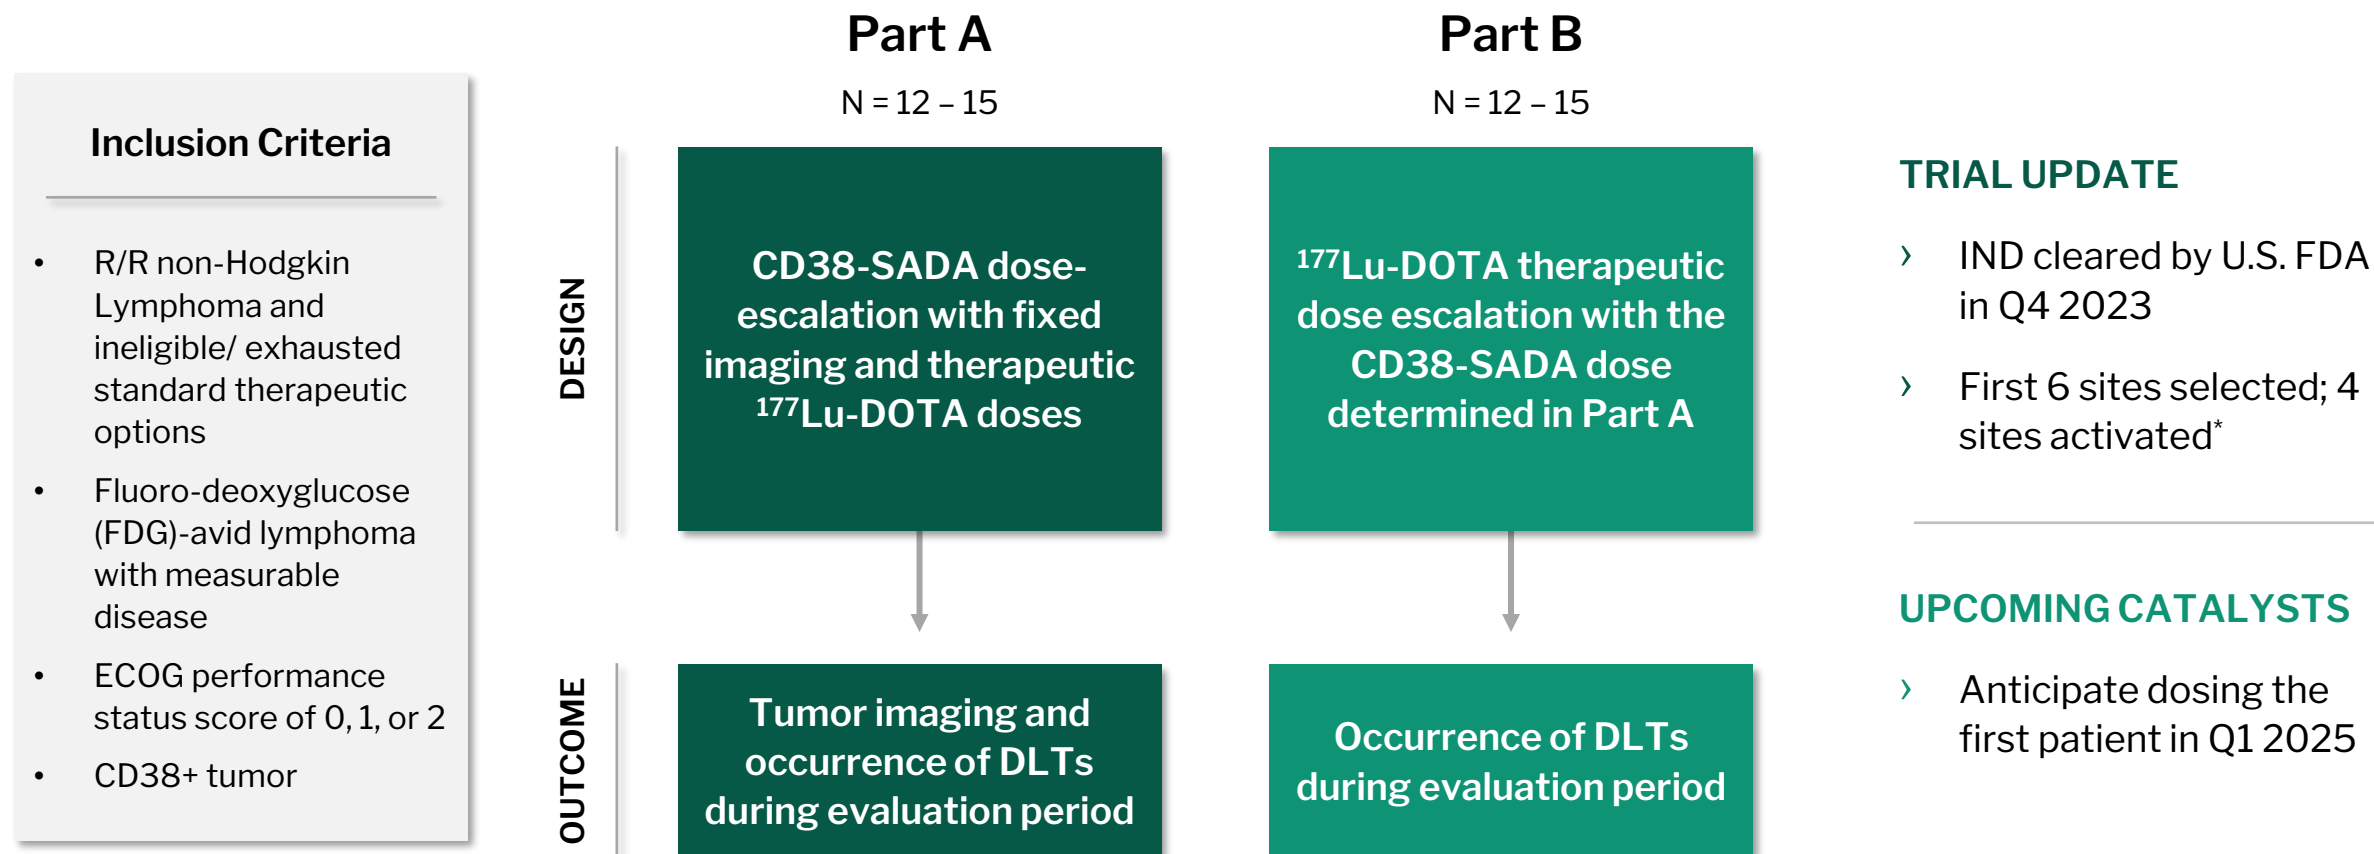 Inclusion Criteria
• R/R non-Hodgkin
Lymphoma and
ineligible/ exhausted
standard therapeutic
options
• Fluoro-deoxyglucose
(FDG)-avid lymphoma
with measurable
disease
• ECOG performance
status score of 0, 1, or 2
• CD38+ tumor
DESIGN
OUTCOME
Part A
N = 12 – 15
CD38-SADA dose-
escalation with fixed
imaging and therapeutic
¹⁷⁷Lu-DOTA doses
Tumor imaging and
occurrence of DLTs
during evaluation period
Part B
N = 12 – 15
¹⁷⁷Lu-DOTA therapeutic
dose escalation with the
CD38-SADA dose
determined in Part A
Occurrence of DLTs
during evaluation period
TRIAL UPDATE
› IND cleared by U.S. FDA
in Q4 2023
› First 6 sites selected; 4
sites activated*
UPCOMING CATALYSTS
› Anticipate dosing the
first patient in Q1 2025